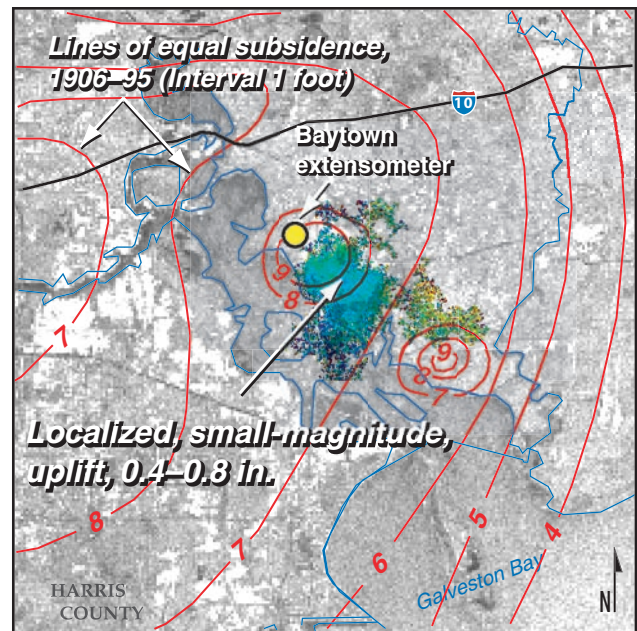 Lines of equal subsidence,
1906–95 (Interval 1 foot)
10
Baytown
extensometer
9
8
7
9
8
7
Localized, small-magnitude,
uplift, 0.4–0.8 in.
8
7
6
5
4
Galveston Bay
HARRIS
COUNTY
N